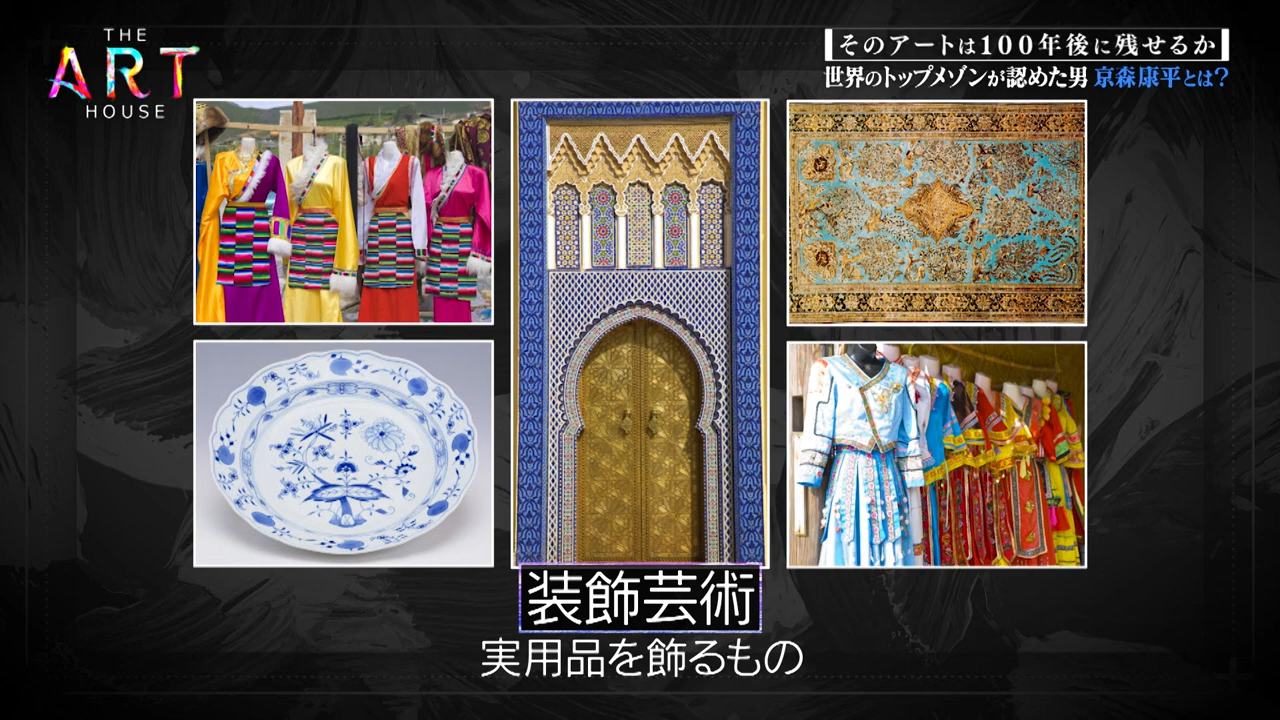 THE
ART
HOUSE
そのアートは100年後に残せるか
世界のトップメゾンが認めた男 京森康平とは?
装飾芸術
実用品を飾るもの